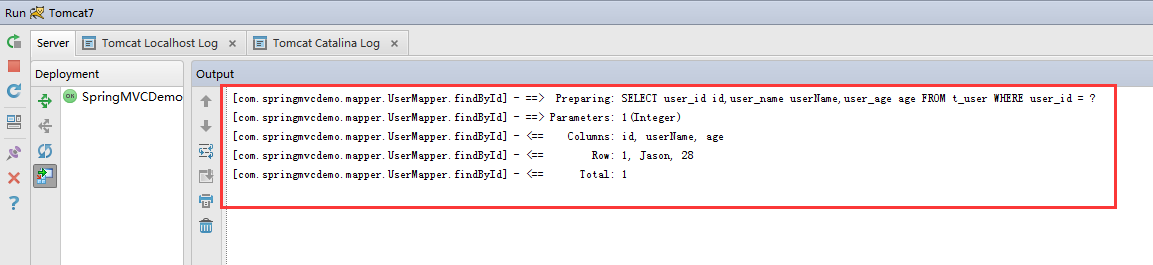 Run Tomcat7
Server Tomcat Localhost Log Tomcat Catalina Log
Deployment Output
SpringMVCDemo
[com.springmvcdemo.mapper.UserMapper.findById] - ==>  Preparing: SELECT user_id id,user_name userName,user_age age FROM t_user WHERE user_id = ?
[com.springmvcdemo.mapper.UserMapper.findById] - ==> Parameters: 1(Integer)
[com.springmvcdemo.mapper.UserMapper.findById] - <==    Columns: id, userName, age
[com.springmvcdemo.mapper.UserMapper.findById] - <==        Row: 1, Jason, 28
[com.springmvcdemo.mapper.UserMapper.findById] - <==      Total: 1